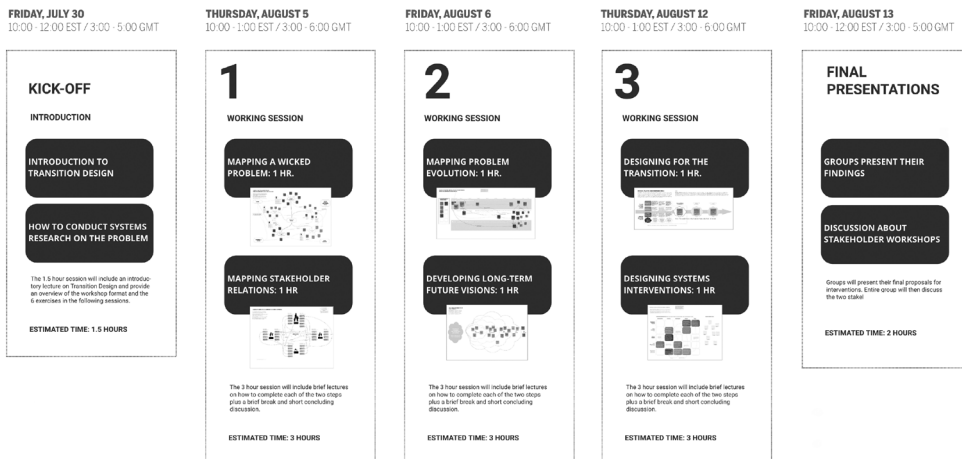 FRIDAY, JULY 30
10:00 - 12:00 EST / 3:00 - 5:00 GMT
KICK-OFF
INTRODUCTION
INTRODUCTION TO
TRANSITION DESIGN
HOW TO CONDUCT SYSTEMS
RESEARCH ON THE PROBLEM
The 1.5 hour session will include an introduc-
tory lecture on Transition Design and provide
an overview of the workshop format and the
6 exercises in the following sessions.
ESTIMATED TIME: 1.5 HOURS
THURSDAY, AUGUST 5
10:00 - 1:00 EST / 3:00 - 6:00 GMT
1
WORKING SESSION
MAPPING A WICKED
PROBLEM: 1 HR.
MAPPING STAKEHOLDER
RELATIONS: 1 HR
The 3 hour session will include brief lectures
on how to complete each of the two steps
plus a brief break and short concluding
discussion.
ESTIMATED TIME: 3 HOURS
FRIDAY, AUGUST 6
10:00 - 1:00 EST / 3:00 - 6:00 GMT
2
WORKING SESSION
MAPPING PROBLEM
EVOLUTION: 1 HR.
DEVELOPING LONG-TERM
FUTURE VISIONS: 1 HR
The 3 hour session will include brief lectures
on how to complete each of the two steps
plus a brief break and short concluding
discussion.
ESTIMATED TIME: 3 HOURS
THURSDAY, AUGUST 12
10:00 - 1:00 EST / 3:00 - 6:00 GMT
3
WORKING SESSION
DESIGNING FOR THE
TRANSITION: 1 HR.
DESIGNING SYSTEMS
INTERVENTIONS: 1 HR
The 3 hour session will include brief lectures
on how to complete each of the two steps
plus a brief break and short concluding
discussion.
ESTIMATED TIME: 3 HOURS
FRIDAY, AUGUST 13
10:00 - 12:00 EST / 3:00 - 5:00 GMT
FINAL
PRESENTATIONS
GROUPS PRESENT THEIR
FINDINGS
DISCUSSION ABOUT
STAKEHOLDER WORKSHOPS
Groups will present their final proposals for
interventions. Entire group will then discuss
the two stakel
ESTIMATED TIME: 2 HOURS